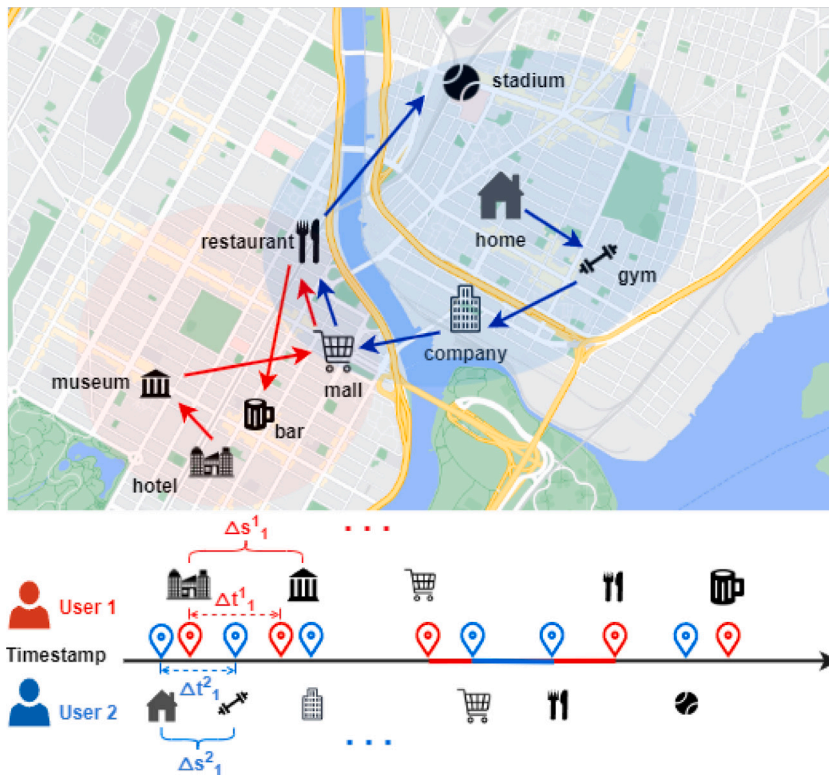 stadium
restaurant
home
gym
company
museum
mall
bar
hotel
Δs¹₁
. . .
User 1
Δt¹₁
Timestamp
Δt²₁
User 2
Δs²₁
. . .